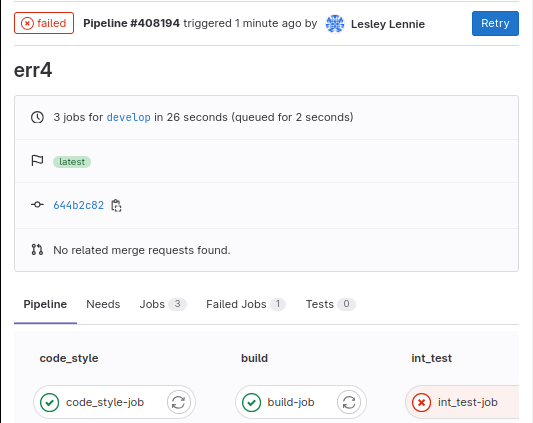 failed Pipeline #408194 triggered 1 minute ago by Lesley Lennie Retry
err4
3 jobs for develop in 26 seconds (queued for 2 seconds)
latest
644b2c82
No related merge requests found.
Pipeline Needs Jobs 3 Failed Jobs 1 Tests 0
code_style build int_test
code_style-job build-job int_test-job